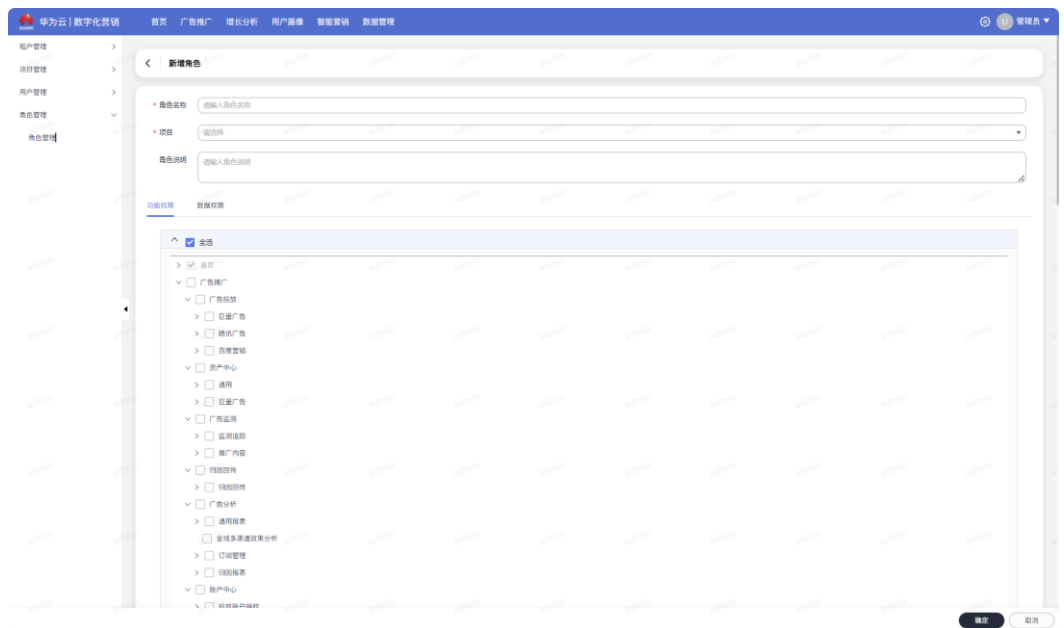 华为云 | 数字化营销 首页 广告推广 增长分析 用户画像 智能营销 数据管理 U 管理员
租户管理
项目管理
用户管理
角色管理
角色管理
新增角色
* 角色名称 请输入角色名称
* 项目 请选择
角色说明 请输入角色说明
功能权限 数据权限
全选
首页
广告推广
广告投放
巨量广告
腾讯广告
百度营销
资产中心
通用
巨量广告
广告监测
监测追踪
推广内容
归因回传
归因回传
广告分析
通用报表
全域多渠道效果分析
订阅管理
归因报表
账户中心
投放账户授权
确定 取消
admin